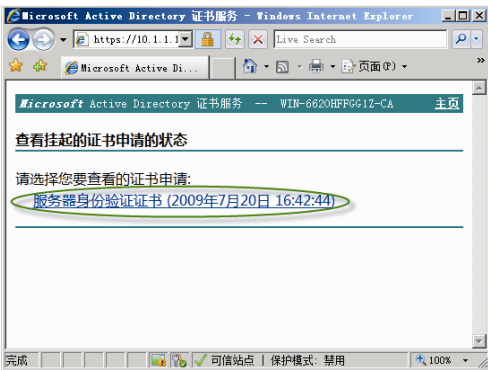 Microsoft Active Directory 证书服务 - Windows Internet Explorer
https://10.1.1.1
Live Search
Microsoft Active Di...
页面(P)
»
Microsoft Active Directory 证书服务 -- WIN-6620HFFGG1Z-CA 主页
查看挂起的证书申请的状态
请选择您要查看的证书申请:
服务器身份验证证书 (2009年7月20日 16:42:44)
完成 可信站点 | 保护模式: 禁用 100%